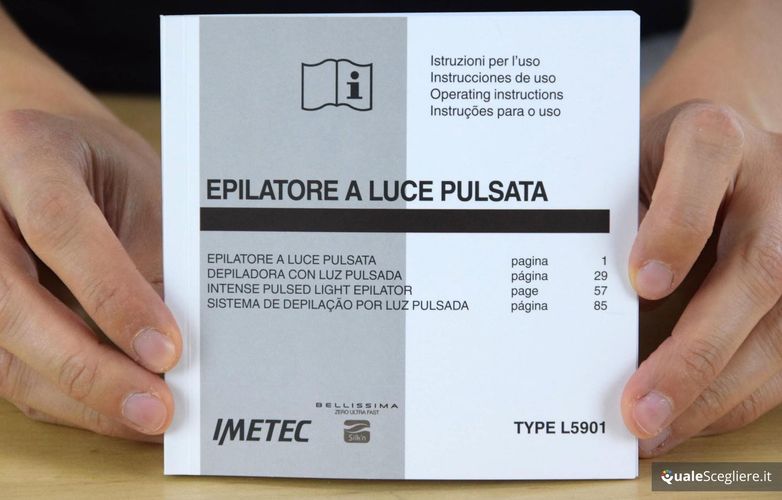 Istruzioni per l'uso
Instrucciones de uso
Operating instructions
Instruções para o uso
EPILATORE A LUCE PULSATA
EPILATORE A LUCE PULSATA pagina 1
DEPILADORA CON LUZ PULSADA página 29
INTENSE PULSED LIGHT EPILATOR page 57
SISTEMA DE DEPILAÇÃO POR LUZ PULSADA página 85
BELLISSIMA
ZERO ULTRA FAST
IMETEC
Silk'n
TYPE L5901
QualeScegliere.it